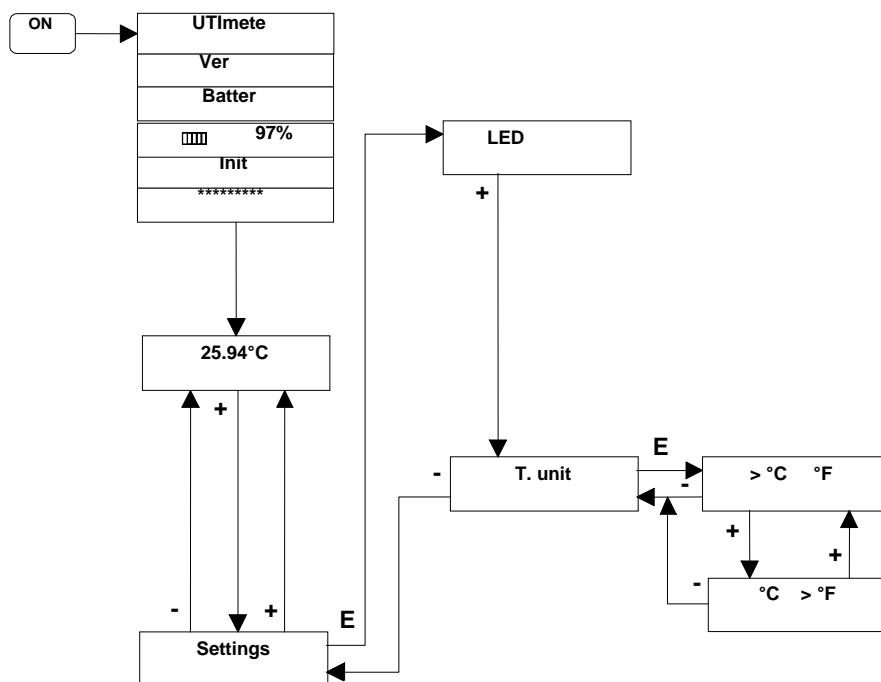 ON
UTImete
Ver
Batter
97%
Init
*********
LED
+
25.94°C
+
T. unit
E
-
> °C °F
-
+
+
-
°C > °F
-
+
E
Settings